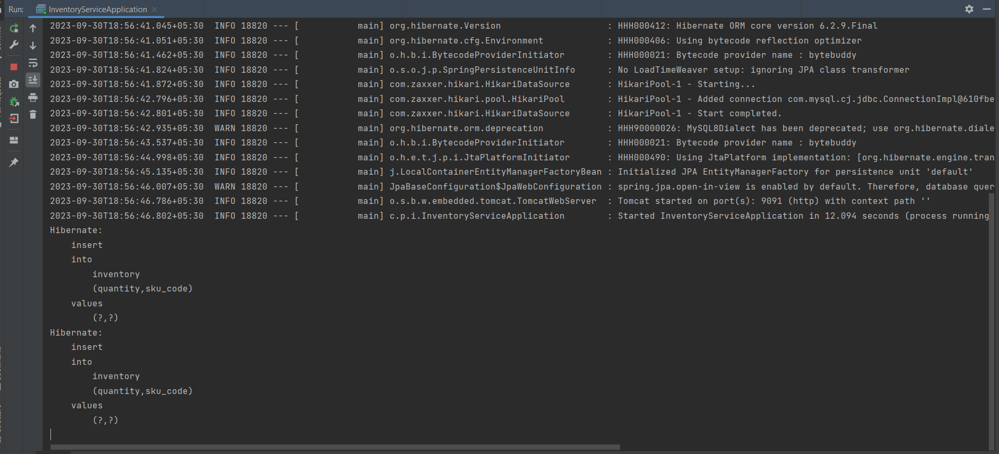 Run: InventoryServiceApplication
2023-09-30T18:56:41.045+05:30  INFO 18820 --- [           main] org.hibernate.Version                    : HHH000412: Hibernate ORM core version 6.2.9.Final
2023-09-30T18:56:41.051+05:30  INFO 18820 --- [           main] org.hibernate.cfg.Environment            : HHH000406: Using bytecode reflection optimizer
2023-09-30T18:56:41.462+05:30  INFO 18820 --- [           main] o.h.b.i.BytecodeProviderInitiator        : HHH000021: Bytecode provider name : bytebuddy
2023-09-30T18:56:41.824+05:30  INFO 18820 --- [           main] o.s.o.j.p.SpringPersistenceUnitInfo      : No LoadTimeWeaver setup: ignoring JPA class transformer
2023-09-30T18:56:41.872+05:30  INFO 18820 --- [           main] com.zaxxer.hikari.HikariDataSource       : HikariPool-1 - Starting...
2023-09-30T18:56:42.796+05:30  INFO 18820 --- [           main] com.zaxxer.hikari.pool.HikariPool        : HikariPool-1 - Added connection com.mysql.cj.jdbc.ConnectionImpl@610fbe
2023-09-30T18:56:42.801+05:30  INFO 18820 --- [           main] com.zaxxer.hikari.HikariDataSource       : HikariPool-1 - Start completed.
2023-09-30T18:56:42.935+05:30  WARN 18820 --- [           main] org.hibernate.orm.deprecation            : HHH90000026: MySQL8Dialect has been deprecated; use org.hibernate.diale
2023-09-30T18:56:43.537+05:30  INFO 18820 --- [           main] o.h.b.i.BytecodeProviderInitiator        : HHH000021: Bytecode provider name : bytebuddy
2023-09-30T18:56:44.998+05:30  INFO 18820 --- [           main] o.h.e.t.j.p.i.JtaPlatformInitiator       : HHH000490: Using JtaPlatform implementation: [org.hibernate.engine.tran
2023-09-30T18:56:45.135+05:30  INFO 18820 --- [           main] j.LocalContainerEntityManagerFactoryBean : Initialized JPA EntityManagerFactory for persistence unit 'default'
2023-09-30T18:56:46.007+05:30  WARN 18820 --- [           main] JpaBaseConfiguration$JpaWebConfiguration : spring.jpa.open-in-view is enabled by default. Therefore, database quer
2023-09-30T18:56:46.786+05:30  INFO 18820 --- [           main] o.s.b.w.embedded.tomcat.TomcatWebServer  : Tomcat started on port(s): 9091 (http) with context path ''
2023-09-30T18:56:46.802+05:30  INFO 18820 --- [           main] c.p.i.InventoryServiceApplication        : Started InventoryServiceApplication in 12.094 seconds (process running
Hibernate:
    insert
    into
        inventory
        (quantity,sku_code)
    values
        (?,?)
Hibernate:
    insert
    into
        inventory
        (quantity,sku_code)
    values
        (?,?)